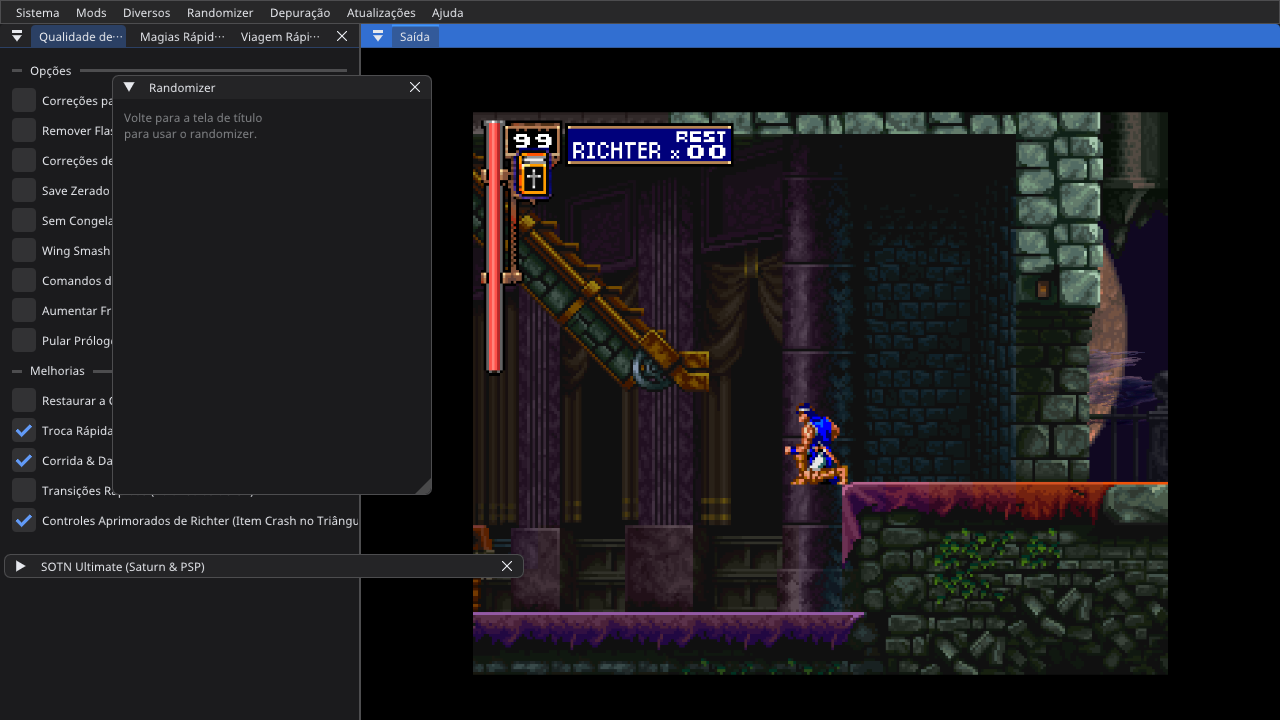 Sistema Mods Diversos Randomizer Depuração Atualizações Ajuda
Qualidade de··· Magias Rápid··· Viagem Rápi··· Saída
Opções
Randomizer
Volte para a tela de título
para usar o randomizer.
Correções pa
Remover Flas
Correções de
Save Zerado
Sem Congela
Wing Smash
Comandos d
Aumentar Fr
Pular Prólog
Melhorias
Restaurar a
Troca Rápida
Corrida & Da
Transições
Controles Aprimorados de Richter (Item Crash no Triângu
SOTN Ultimate (Saturn & PSP)
99
REST
RICHTER x 00